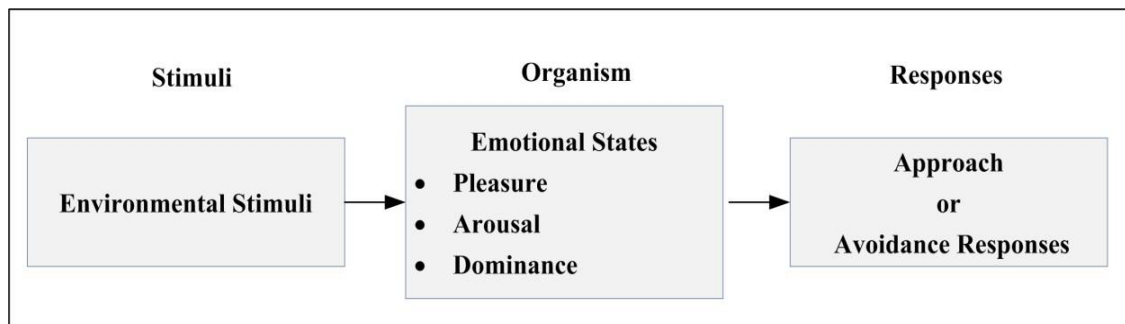 Stimuli
Organism
Responses
Environmental Stimuli
Emotional States
• Pleasure
• Arousal
• Dominance
Approach
or
Avoidance Responses